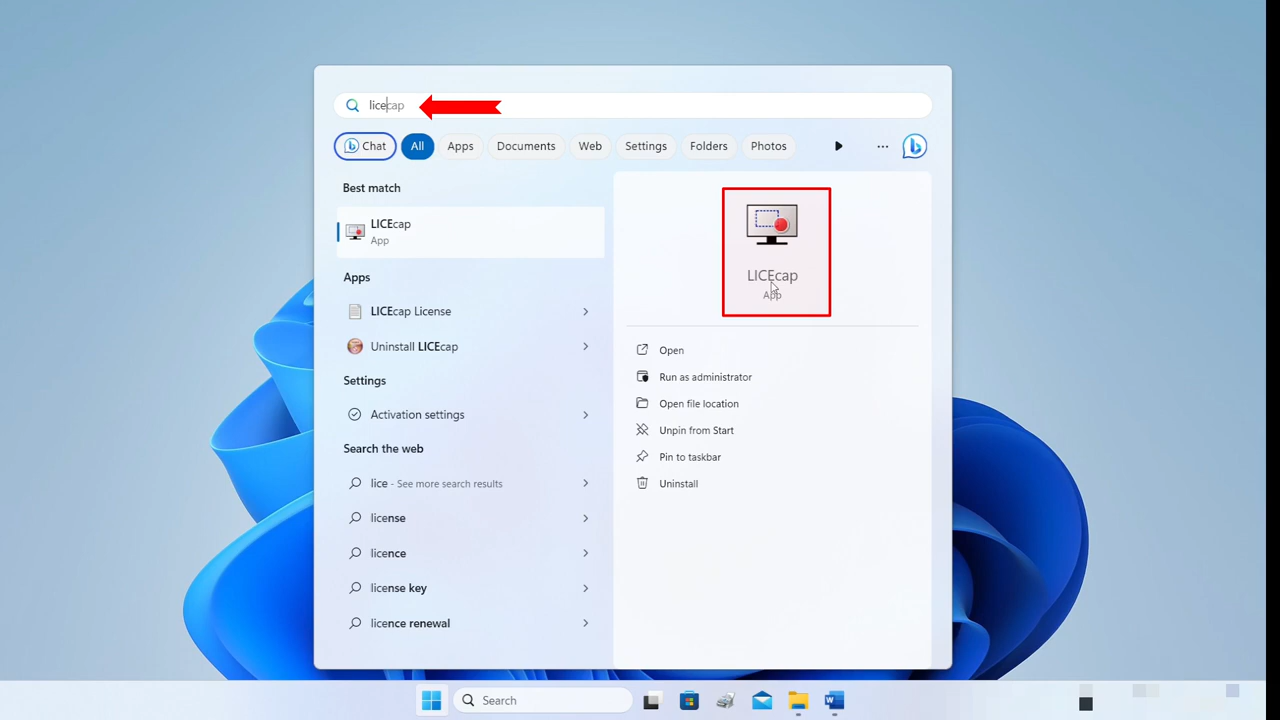 licecap
Chat
All
Apps
Documents
Web
Settings
Folders
Photos
Best match
LICEcap
App
Apps
LICEcap License
Uninstall LICEcap
Settings
Activation settings
Search the web
lice - See more search results
license
licence
license key
licence renewal
LICEcap
App
Open
Run as administrator
Open file location
Unpin from Start
Pin to taskbar
Uninstall
Search